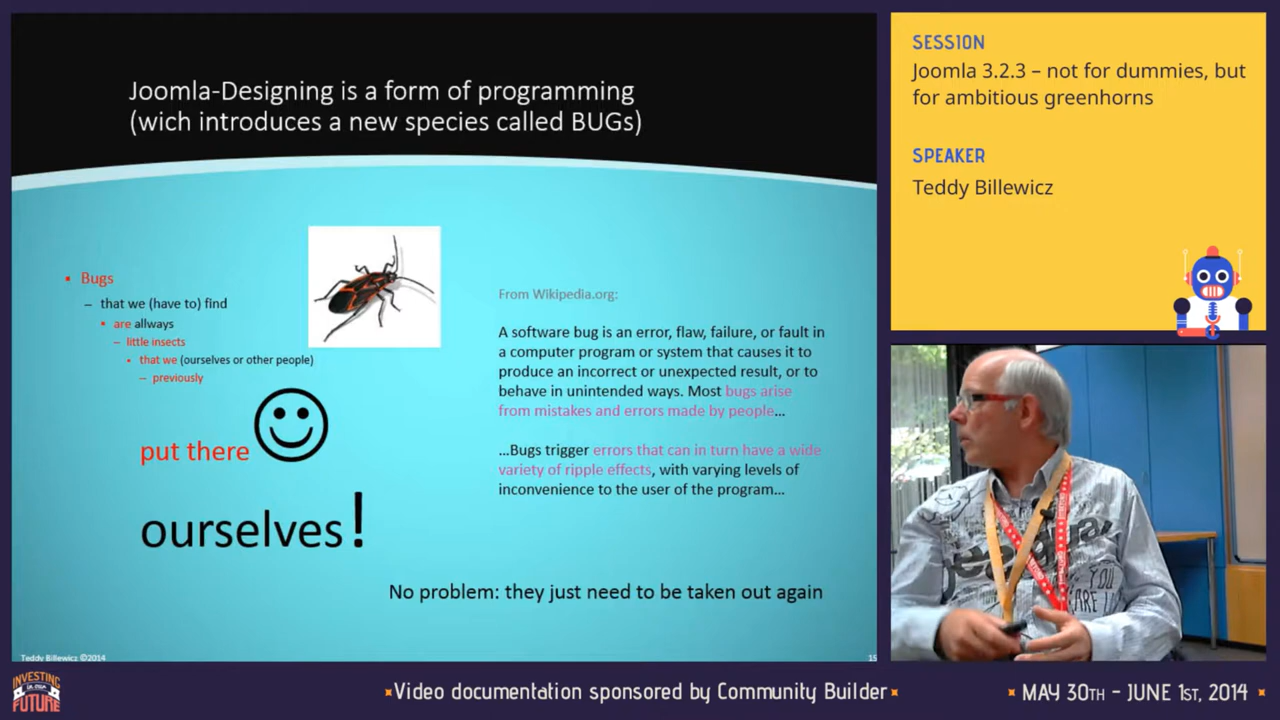 Joomla-Designing is a form of programming
(wich introduces a new species called BUGs)
Bugs
– that we (have to) find
are allways
– little insects
that we (ourselves or other people)
– previously
put there
ourselves!
From Wikipedia.org:
A software bug is an error, flaw, failure, or fault in
a computer program or system that causes it to
produce an incorrect or unexpected result, or to
behave in unintended ways. Most bugs arise
from mistakes and errors made by people…
…Bugs trigger errors that can in turn have a wide
variety of ripple effects, with varying levels of
inconvenience to the user of the program…
No problem: they just need to be taken out again
Teddy Billewicz ©2014
15
SESSION
Joomla 3.2.3 – not for dummies, but
for ambitious greenhorns
SPEAKER
Teddy Billewicz
INVESTING
IN OUR
FUTURE
Video documentation sponsored by Community Builder
MAY 30TH - JUNE 1ST, 2014